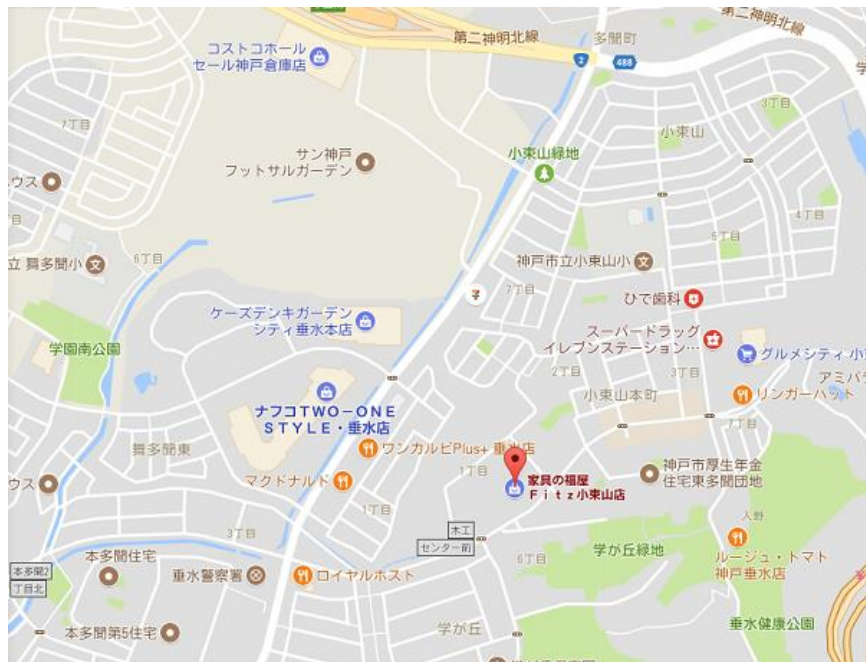 コストコホール
セール神戸倉庫店
第二神明北線
多聞町
第二神明北線
2
488
学
7丁目
サン神戸
フットサルガーデン
小束山緑地
小束山
3丁目
ウス
目
4丁目
5丁目
立 舞多聞小
6丁目
神戸市立小束山小
7丁目
ひで歯科
ケーズデンキガーデン
シティ垂水本店
スーパードラッグ
イレブンステーション…
グルメシティ 小
学園南公園
2丁目
3丁目
アミパラ
小束山本町
リンガーハット
ナフコTWO-ONE
STYLE・垂水店
7丁目
舞多聞東
ワンカルビPlus+ 垂水店
マクドナルド
1丁目
家具の福屋
Fitz小束山店
神戸市厚生年金
住宅東多聞団地
ウス
1丁目
入野
3丁目
木工
センター前
6丁目
学が丘緑地
ルージュ・トマト
神戸垂水店
本多聞住宅
本多聞2
丁目北
垂水警察署
ロイヤルホスト
垂水健康公園
本多聞第5住宅
学が丘